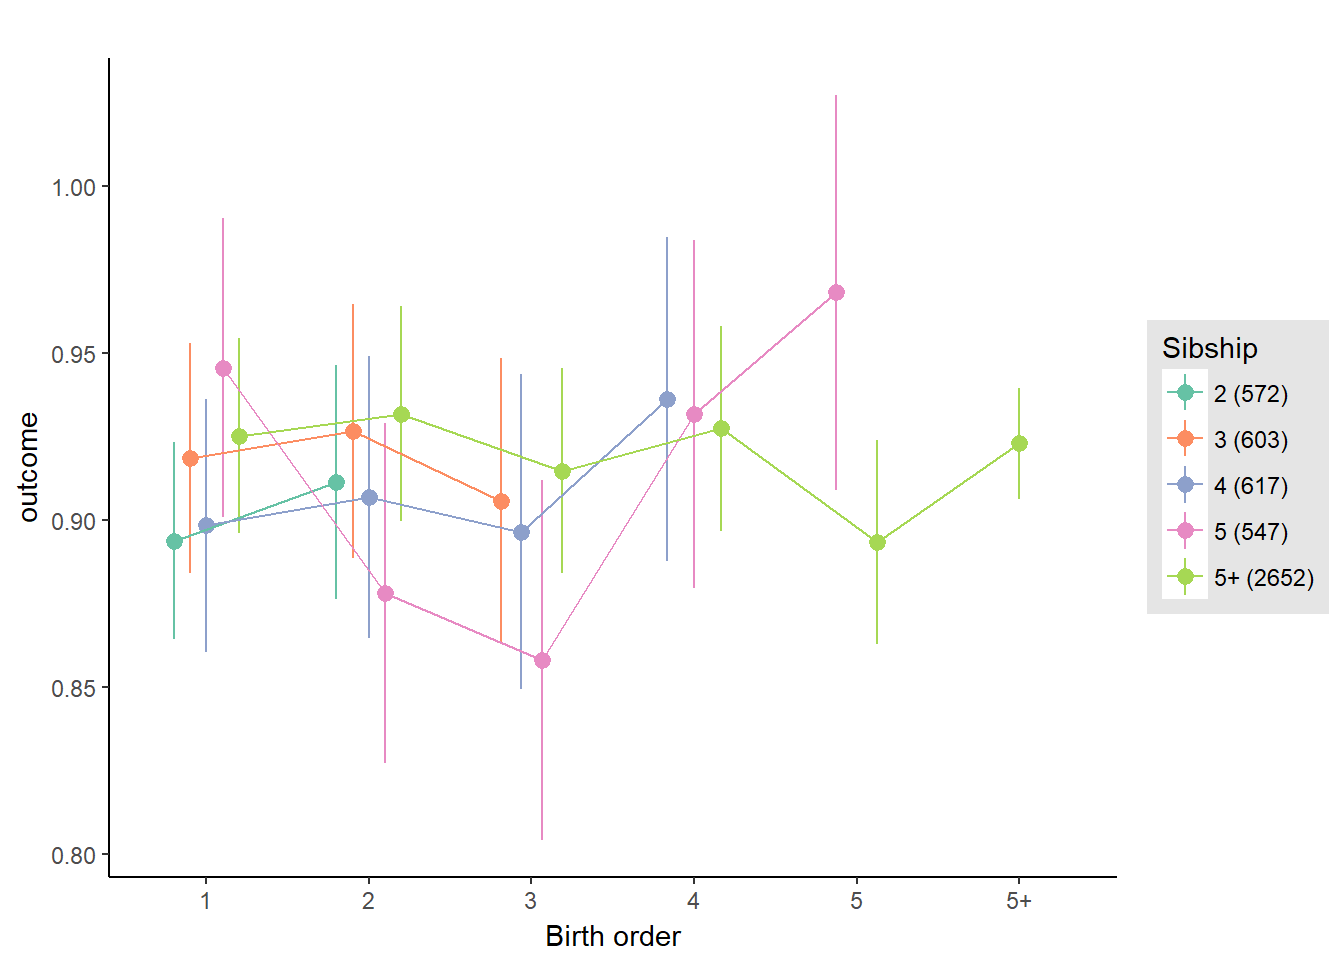 1.00
0.95
0.90
0.85
0.80
outcome
1 2 3 4 5 5+
Birth order
Sibship
2 (572)
3 (603)
4 (617)
5 (547)
5+ (2652)